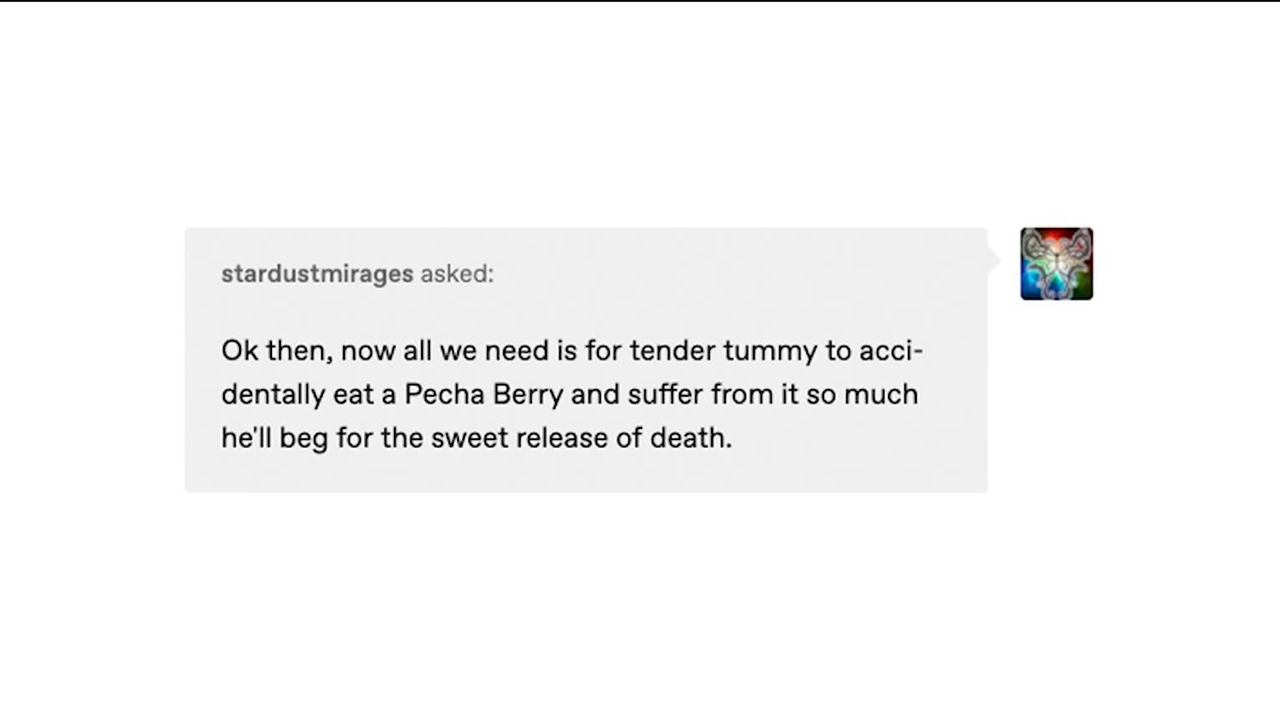 stardustmirages asked:
Ok then, now all we need is for tender tummy to acci-
dentally eat a Pecha Berry and suffer from it so much
he'll beg for the sweet release of death.